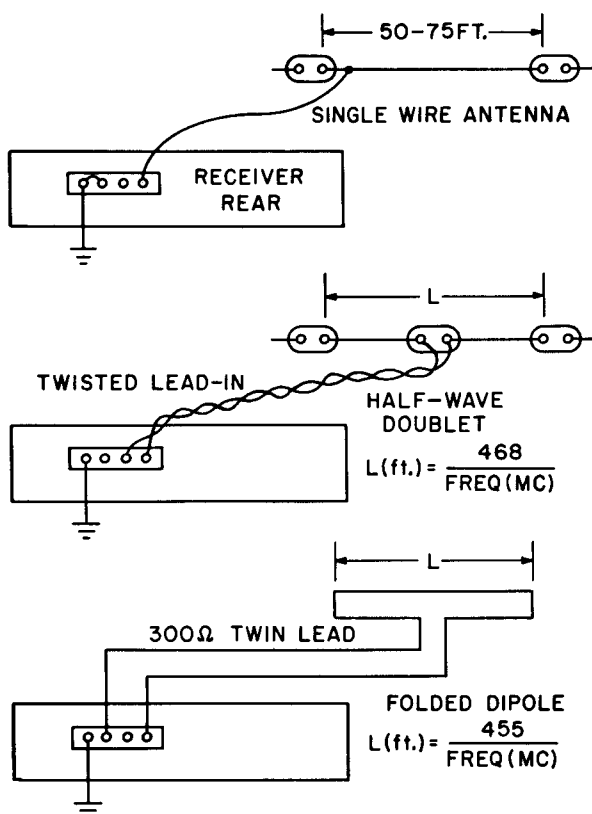 50-75FT.
SINGLE WIRE ANTENNA
RECEIVER
REAR
L
TWISTED LEAD-IN
HALF-WAVE
DOUBLET
L(ft.)= 468
FREQ(MC)
L
300Ω TWIN LEAD
FOLDED DIPOLE
L(ft.)= 455
FREQ(MC)